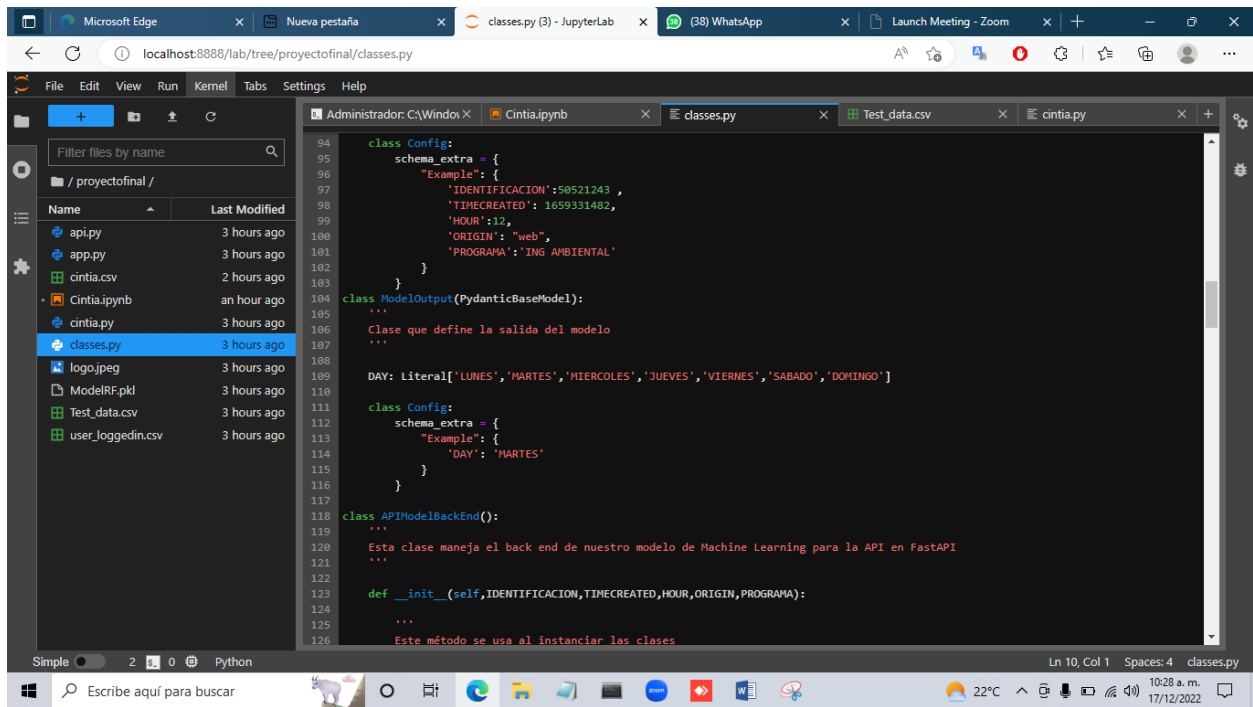 Microsoft Edge
Nueva pestaña
classes.py (3) - JupyterLab
(38) WhatsApp
Launch Meeting - Zoom
localhost:8888/lab/tree/proyectofinal/classes.py
File Edit View Run Kernel Tabs Settings Help
Filter files by name
/ proyectofinal /
Name Last Modified
api.py 3 hours ago
app.py 3 hours ago
cintia.csv 2 hours ago
Cintia.ipynb an hour ago
cintia.py 3 hours ago
classes.py 3 hours ago
logo.jpeg 3 hours ago
ModelRF.pkl 3 hours ago
Test_data.csv 3 hours ago
user_loggedin.csv 3 hours ago
Administrador: C:\Window
Cintia.ipynb
classes.py
Test_data.csv
cintia.py
94 class Config:
95 schema_extra = {
96 "Example": {
97 'IDENTIFICACION':50521243 ,
98 'TIMECREATED': 1659331482,
99 'HOUR':12,
100 'ORIGIN': "web",
101 'PROGRAMA':'ING AMBIENTAL'
102 }
103 }
104 class ModelOutput(PydanticBaseModel):
105 '''
106 Clase que define la salida del modelo
107 '''
108
109 DAY: Literal['LUNES','MARTES','MIERCOLES','JUEVES','VIERNES','SABADO','DOMINGO']
110
111 class Config:
112 schema_extra = {
113 "Example": {
114 'DAY': 'MARTES'
115 }
116 }
117
118 class APIModelBackEnd():
119 '''
120 Esta clase maneja el back end de nuestro modelo de Machine Learning para la API en FastAPI
121 '''
122
123 def __init__(self,IDENTIFICACION,TIMECREATED,HOUR,ORIGIN,PROGRAMA):
124
125 '''
126 Este método se usa al instanciar las clases
Simple 2 $_ 0 Python
Ln 10, Col 1 Spaces: 4 classes.py
Escribe aquí para buscar
zoom
22°C
10:28 a. m.
17/12/2022